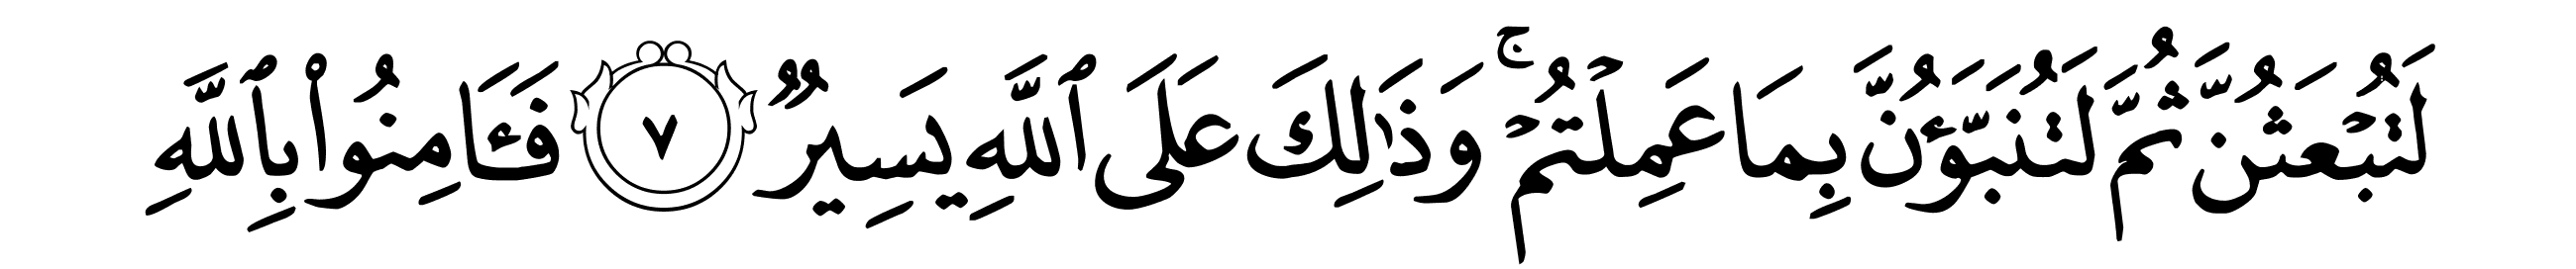 لَتُبۡعَثُنَّ ثُمَّ لَتُنَبَّؤُنَّ بِمَا عَمِلۡتُمۡۚ وَذَٰلِكَ عَلَى ٱللَّهِ يَسِيرٞ ٧ فَـَٔامِنُواْ بِٱللَّهِ